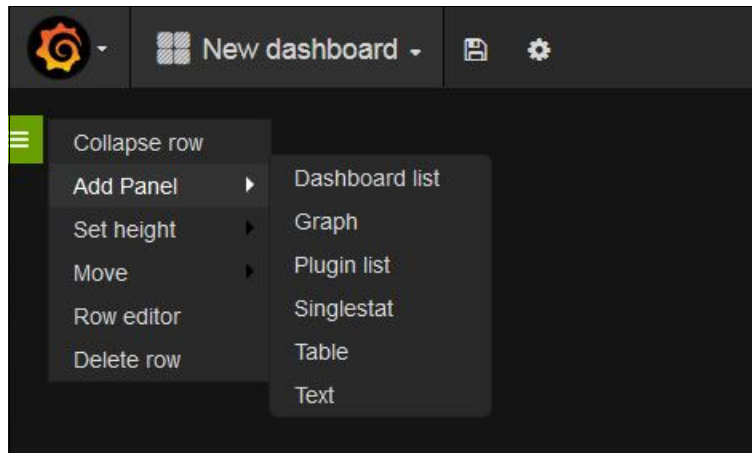 New dashboard
Collapse row
Add Panel
Set height
Move
Row editor
Delete row
Dashboard list
Graph
Plugin list
Singlestat
Table
Text